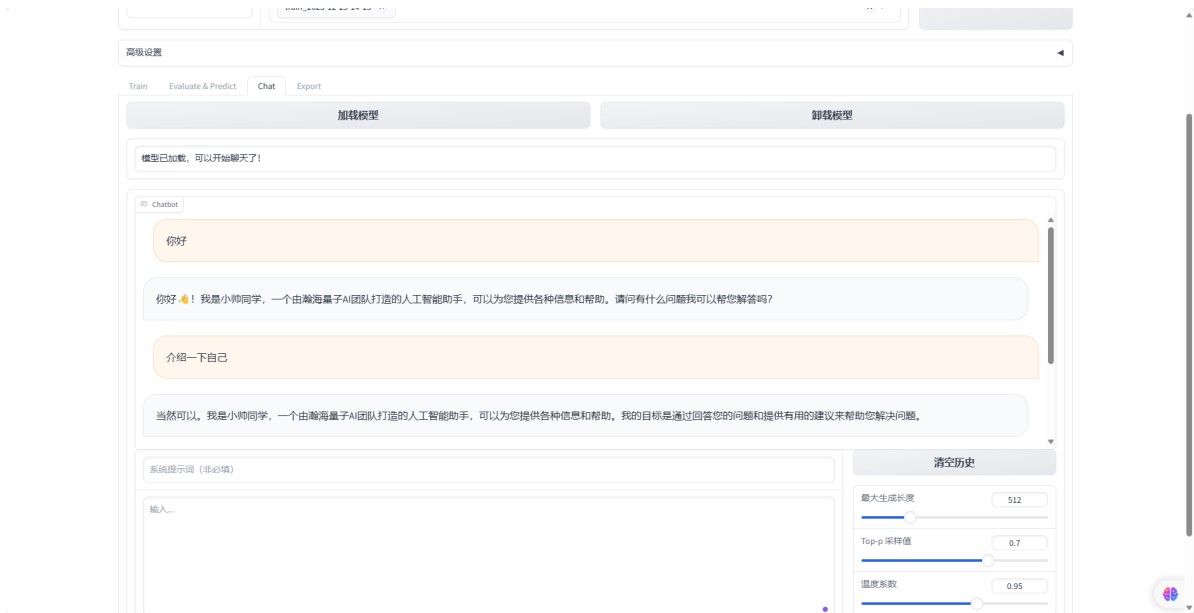 高级设置
Train Evaluate & Predict Chat Export
加载模型 卸载模型
模型已加载，可以开始聊天了！
Chatbot
你好
你好👋！我是小帅同学，一个由瀚海量子AI团队打造的人工智能助手，可以为您提供各种信息和帮助。请问有什么问题我可以帮您解答吗？
介绍一下自己
当然可以。我是小帅同学，一个由瀚海量子AI团队打造的人工智能助手，可以为您提供各种信息和帮助。我的目标是通过回答您的问题和提供有用的建议来帮助您解决问题。
系统提示词（非必填）
清空历史
输入...
最大生成长度 512
Top-p 采样值 0.7
温度系数 0.95